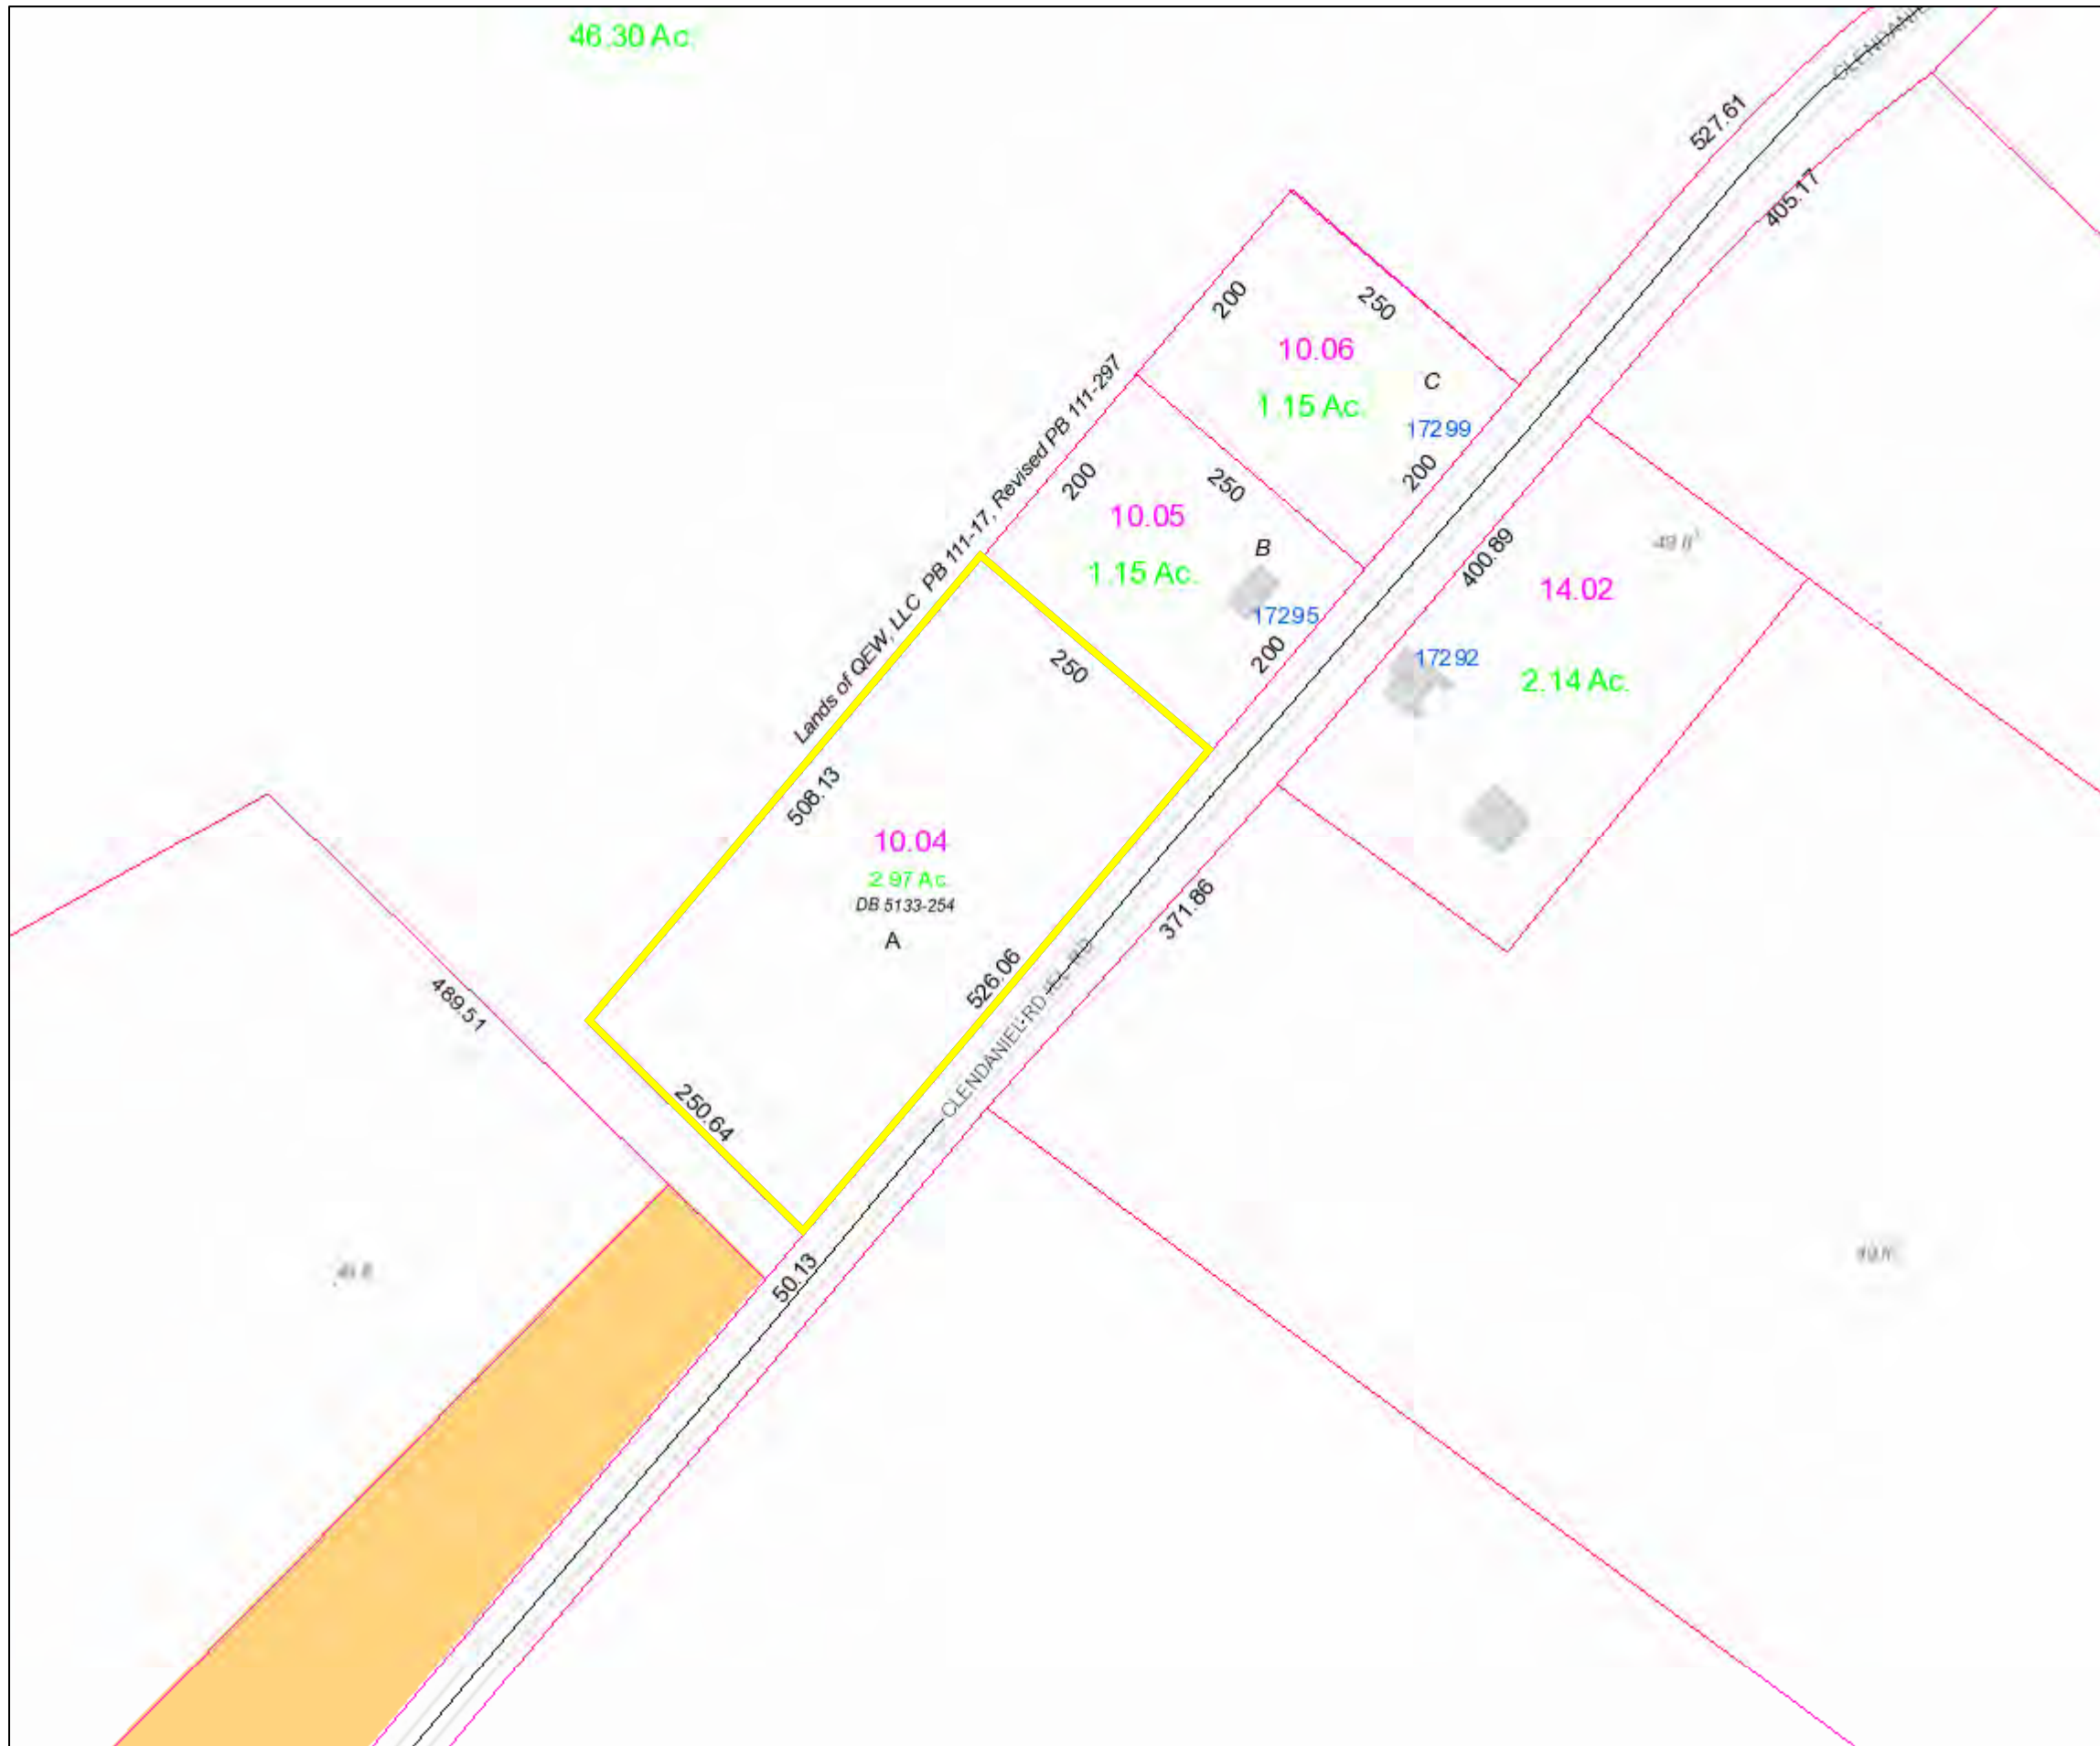 46.30 Ac.
527.61
405.17
200
250
10.06
C
1.15 Ac.
17299
200
Lands of QEW, LLC PB 111-17, Revised PB 111-297
200
250
10.05
B
1.15 Ac.
17295
200
400.89
14.02
17292
2.14 Ac.
250
508.13
10.04
2.97 Ac.
DB 5133-254
A
526.06
371.86
489.51
CLENDANIEL RD
250.64
50.13